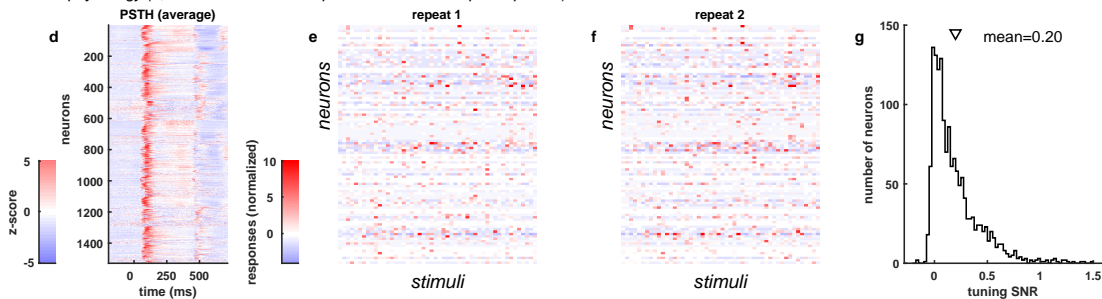 PSTH (average)
d
200
400
600
800
1000
1200
1400
neurons
0
200
500
time (ms)
5
0
-5
z-score
10
5
0
responses (normalized)
repeat 1
e
neurons
stimuli
repeat 2
f
neurons
stimuli
g
mean=0.20
150
100
50
0
number of neurons
0
0.5
1
1.5
tuning SNR